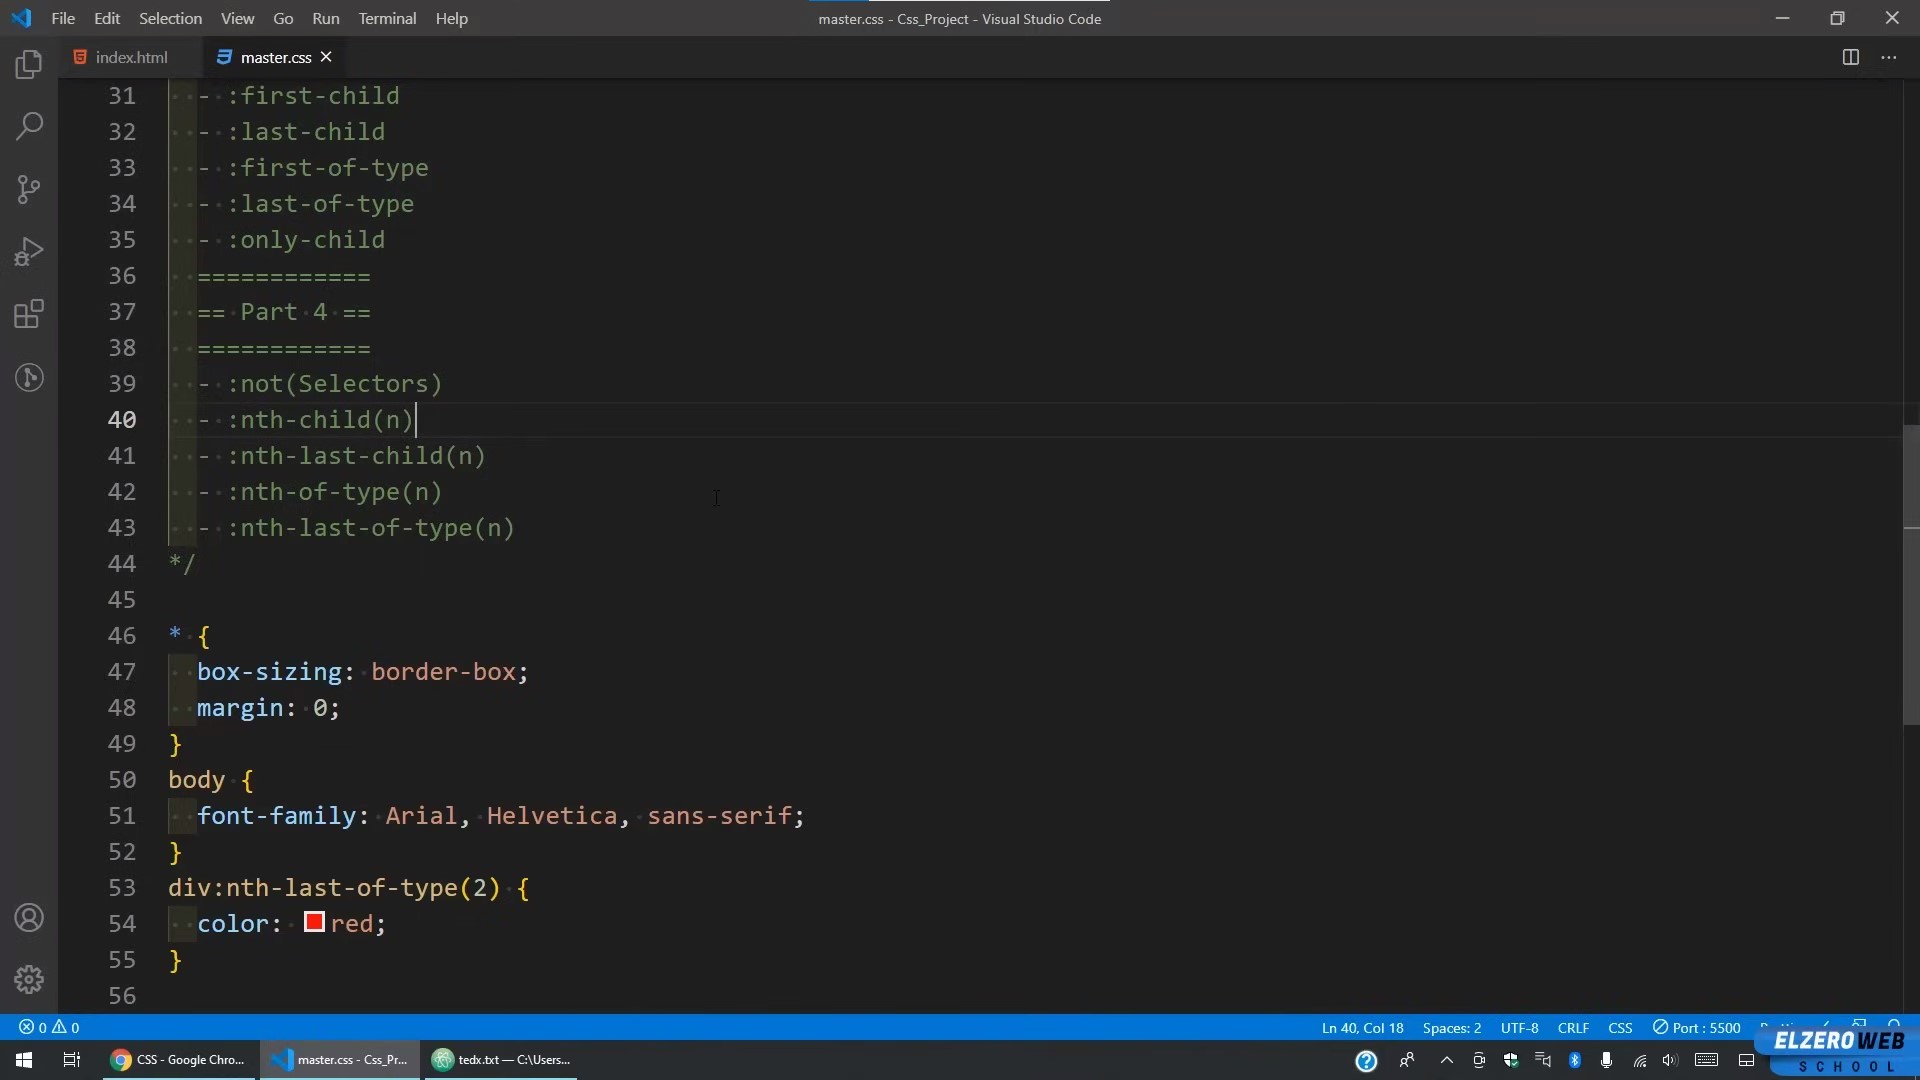 File Edit Selection View Go Run Terminal Help
master.css - Css_Project - Visual Studio Code
index.html
master.css
31 - :first-child
32 - :last-child
33 - :first-of-type
34 - :last-of-type
35 - :only-child
36 ============
37 == Part 4 ==
38 ============
39 - :not(Selectors)
40 - :nth-child(n)
41 - :nth-last-child(n)
42 - :nth-of-type(n)
43 - :nth-last-of-type(n)
44 */
45
46 * {
47 box-sizing: border-box;
48 margin: 0;
49 }
50 body {
51 font-family: Arial, Helvetica, sans-serif;
52 }
53 div:nth-last-of-type(2) {
54 color: red;
55 }
56
0 0 Ln 40, Col 18 Spaces: 2 UTF-8 CRLF CSS Port : 5500
CSS - Google Chro... master.css - Css_Pr... tedx.txt — C:\Users...
ELZEROWEB
SCHOOL